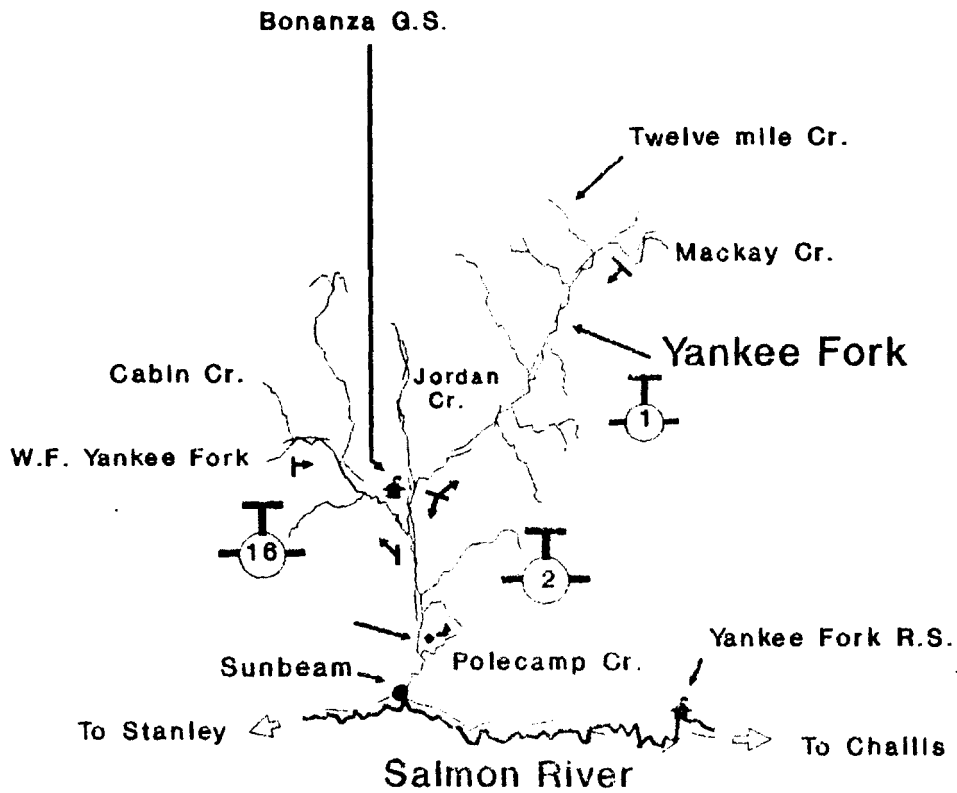 Bonanza G.S.
Twelve mile Cr.
Mackay Cr.
Yankee Fork
Cabin Cr.
Jordan
Cr.
1
W.F. Yankee Fork
16
2
Yankee Fork R.S.
Sunbeam
Polecamp Cr.
To Stanley
To Challis
Salmon River